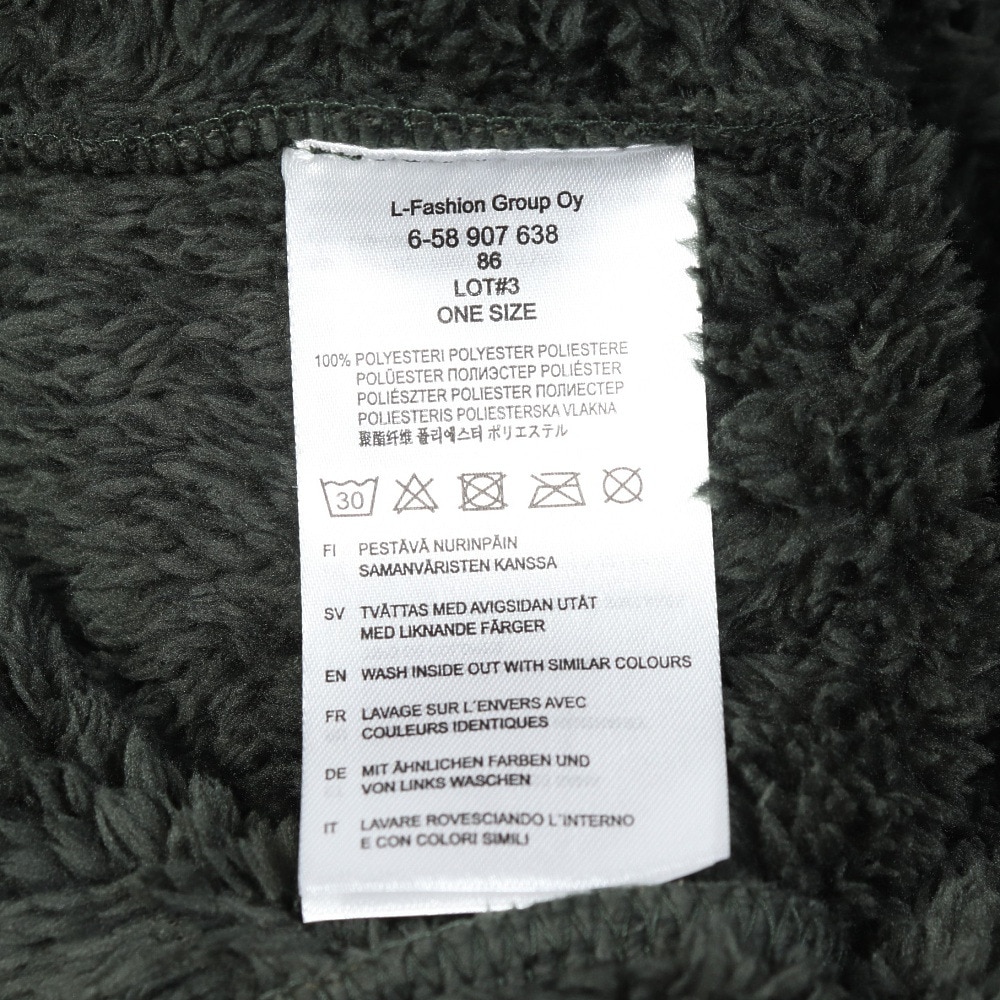 L-Fashion Group Oy
6-58 907 638
86
LOT#3
ONE SIZE
100% POLYESTERI POLYESTER POLIESTERE
POLÜESTER ПОЛИЭСТЕР POLIÉSTER
POLIÉSZTER POLIESTER ПОЛИЕСТЕР
POLIESTERIS POLIESTERSKA VLAKNA
聚酯纤维 폴리에스터 ポリエステル
30
FI PESTÄVÄ NURINPÄIN
SAMANVÄRISTEN KANSSA
SV TVÄTTAS MED AVIGSIDAN UTÅT
MED LIKNANDE FÄRGER
EN WASH INSIDE OUT WITH SIMILAR COLOURS
FR LAVAGE SUR L´ENVERS AVEC
COULEURS IDENTIQUES
DE MIT ÄHNLICHEN FARBEN UND
VON LINKS WASCHEN
IT LAVARE ROVESCIANDO L´INTERNO
E CON COLORI SIMILI